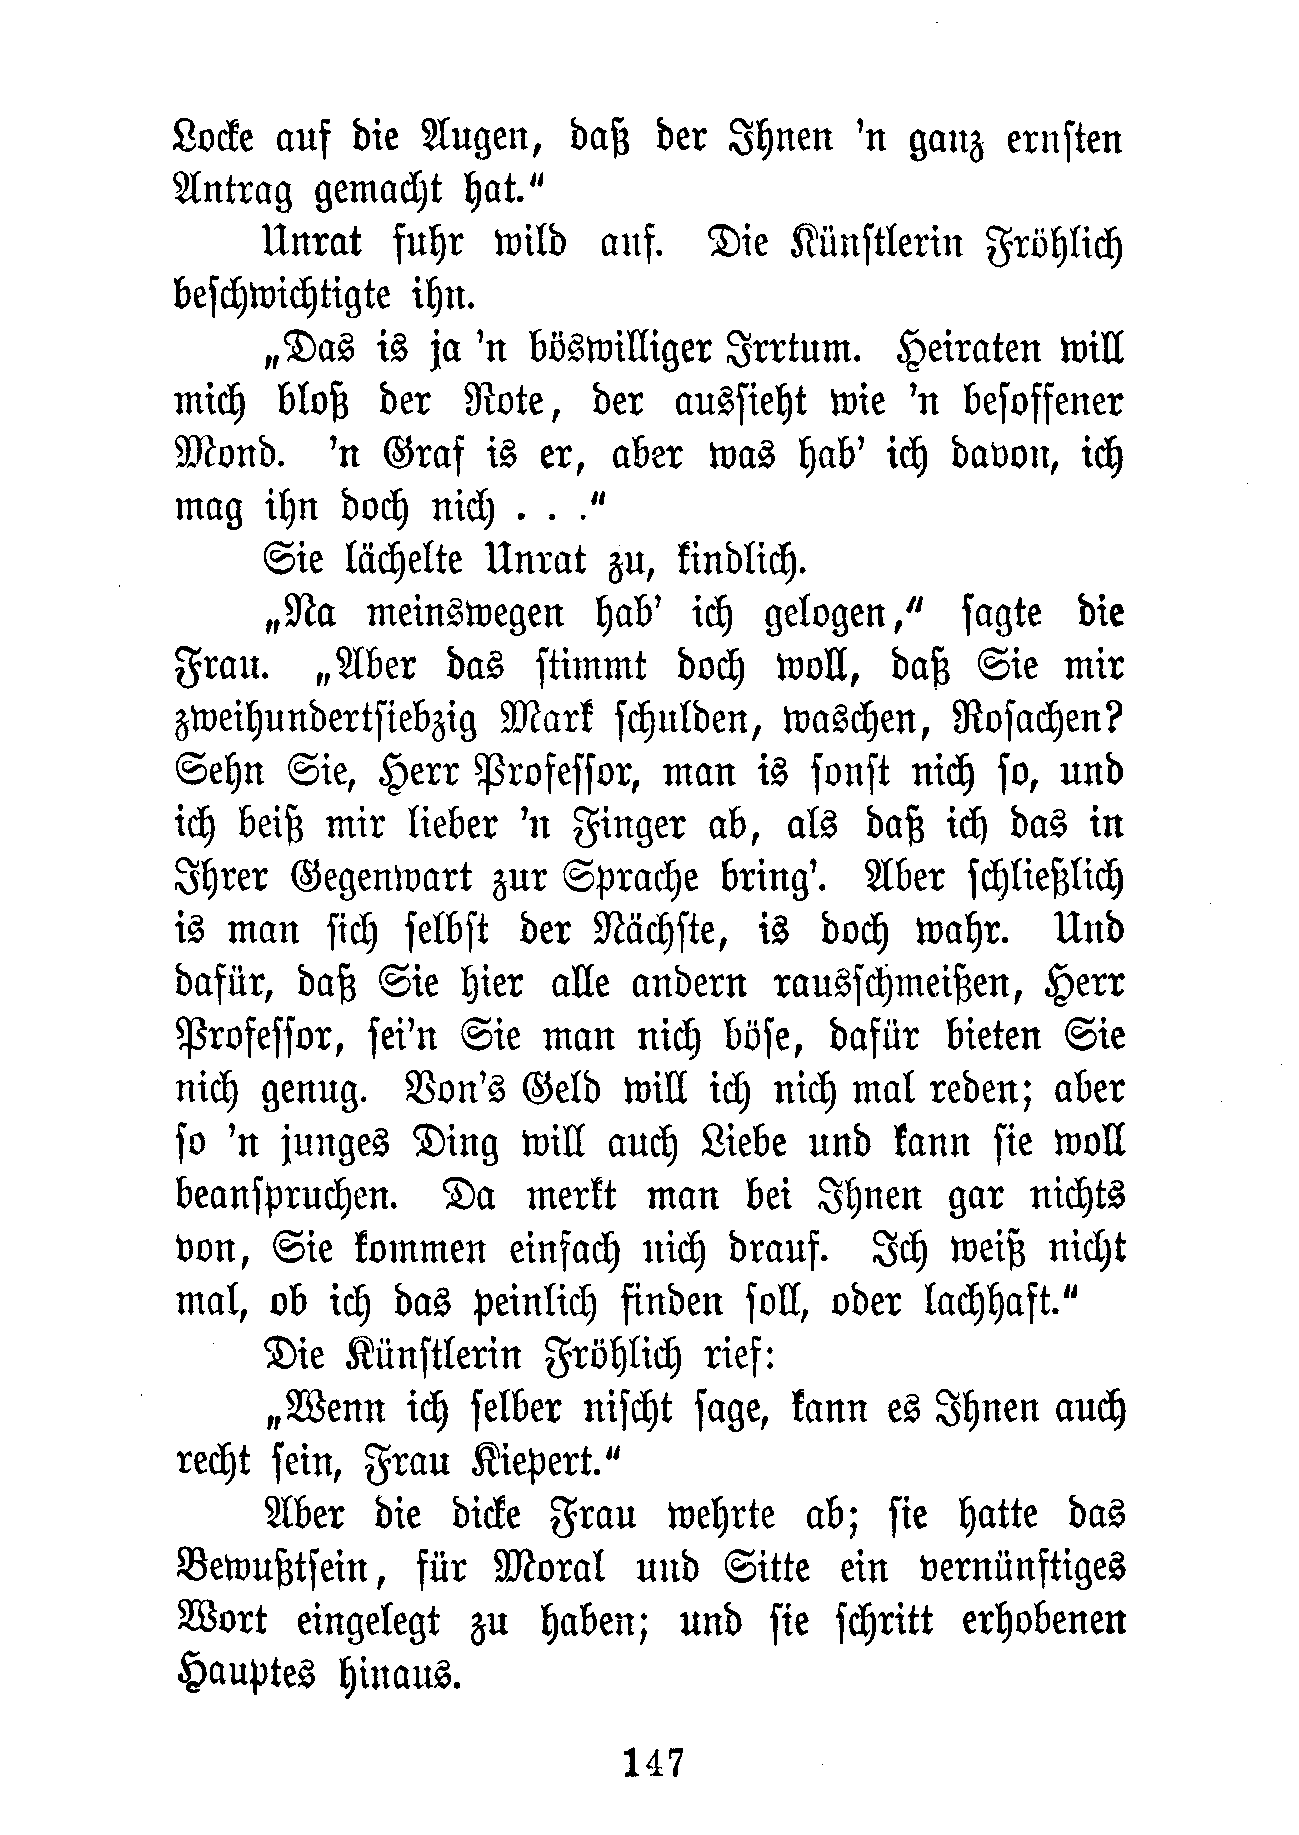 Locke auf die Augen, daß der Ihnen 'n ganz ernſten
Antrag gemacht hat.“
Unrat fuhr wild auf. Die Künſtlerin Fröhlich
beſchwichtigte ihn.
„Das is ja 'n böswilliger Irrtum. Heiraten will
mich bloß der Rote, der ausſieht wie 'n beſoffener
Mond. 'n Graf is er, aber was hab' ich davon, ich
mag ihn doch nich . . .“
Sie lächelte Unrat zu, kindlich.
„Na meinswegen hab' ich gelogen,“ ſagte die
Frau. „Aber das ſtimmt doch woll, daß Sie mir
zweihundertſiebzig Mark ſchulden, waſchen, Roſachen?
Sehn Sie, Herr Profeſſor, man is ſonſt nich ſo, und
ich beiß mir lieber 'n Finger ab, als daß ich das in
Ihrer Gegenwart zur Sprache bring'. Aber ſchließlich
is man ſich ſelbſt der Nächſte, is doch wahr. Und
dafür, daß Sie hier alle andern rausſchmeißen, Herr
Profeſſor, ſei'n Sie man nich böſe, dafür bieten Sie
nich genug. Von's Geld will ich nich mal reden; aber
ſo 'n junges Ding will auch Liebe und kann ſie woll
beanſpruchen. Da merkt man bei Ihnen gar nichts
von, Sie kommen einfach nich drauf. Ich weiß nicht
mal, ob ich das peinlich finden ſoll, oder lachhaft.“
Die Künſtlerin Fröhlich rief:
„Wenn ich ſelber niſcht ſage, kann es Ihnen auch
recht ſein, Frau Kiepert.“
Aber die dicke Frau wehrte ab; ſie hatte das
Bewußtſein, für Moral und Sitte ein vernünftiges
Wort eingelegt zu haben; und ſie ſchritt erhobenen
Hauptes hinaus.
147